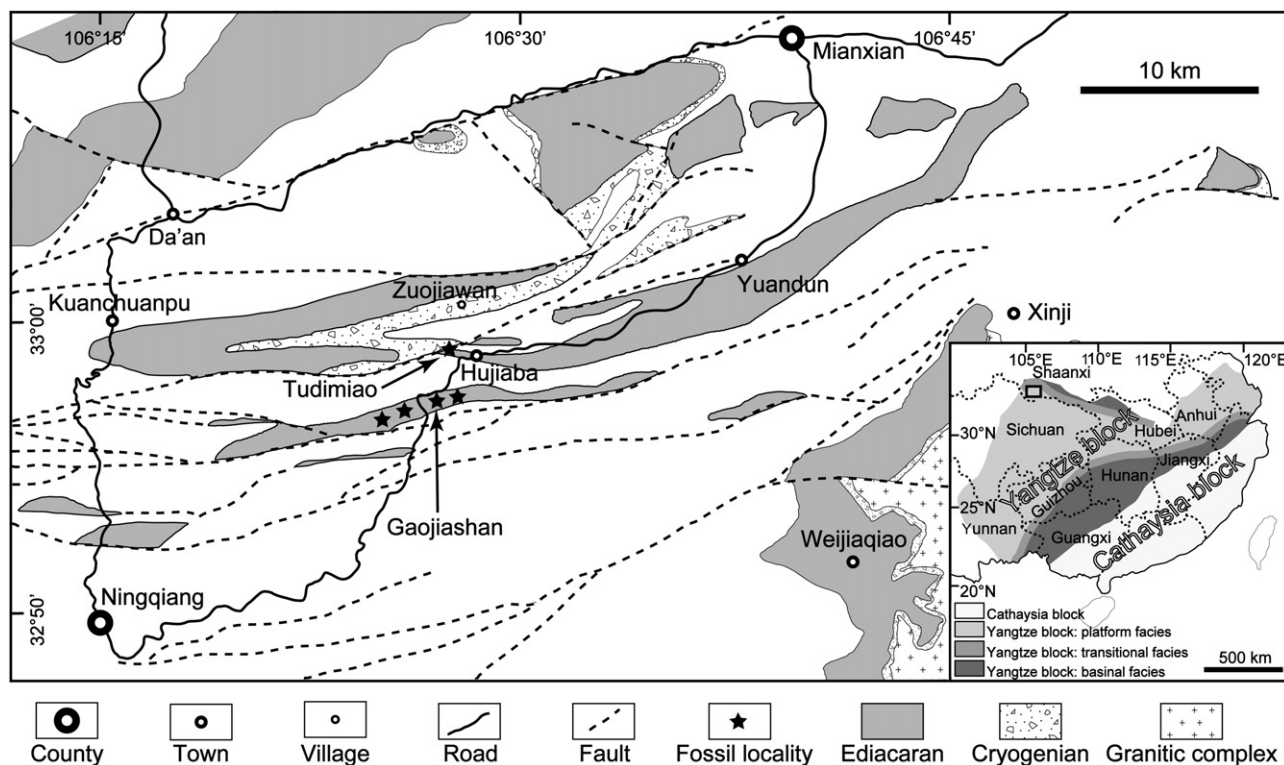 106°15'
106°30'
106°45'
Mianxian
10 km
Da'an
Kuanchuanpu
Zuojiawan
Yuandun
33°00'
Xinji
Tudimiao
Hujiaba
Gaojiashan
Weijiaqiao
32°50'
Ningqiang
105°E
110°E
115°E
120°E
Shaanxi
Anhui
30°N
Sichuan
Hubei
Yangtze block
Jiangxi
Hunan
Guizhou
25°N
Yunnan
Guangxi
Cathaysia block
20°N
Cathaysia block
Yangtze block: platform facies
Yangtze block: transitional facies
Yangtze block: basinal facies
500 km
County
Town
Village
Road
Fault
Fossil locality
Ediacaran
Cryogenian
Granitic complex